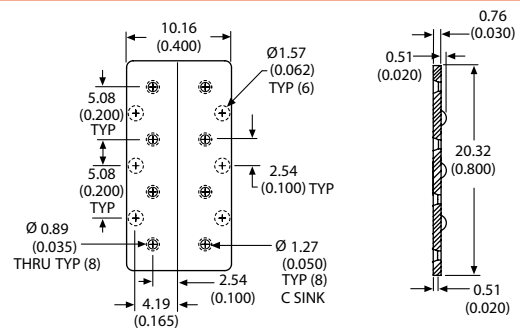 10.16
(0.400)
Ø1.57
(0.062)
TYP (6)
5.08
(0.200)
TYP
5.08
(0.200)
TYP
2.54
(0.100) TYP
Ø 0.89
(0.035)
THRU TYP (8)
2.54
(0.100)
4.19
(0.165)
Ø 1.27
(0.050)
TYP (8)
C SINK
0.76
(0.030)
0.51
(0.020)
20.32
(0.800)
0.51
(0.020)